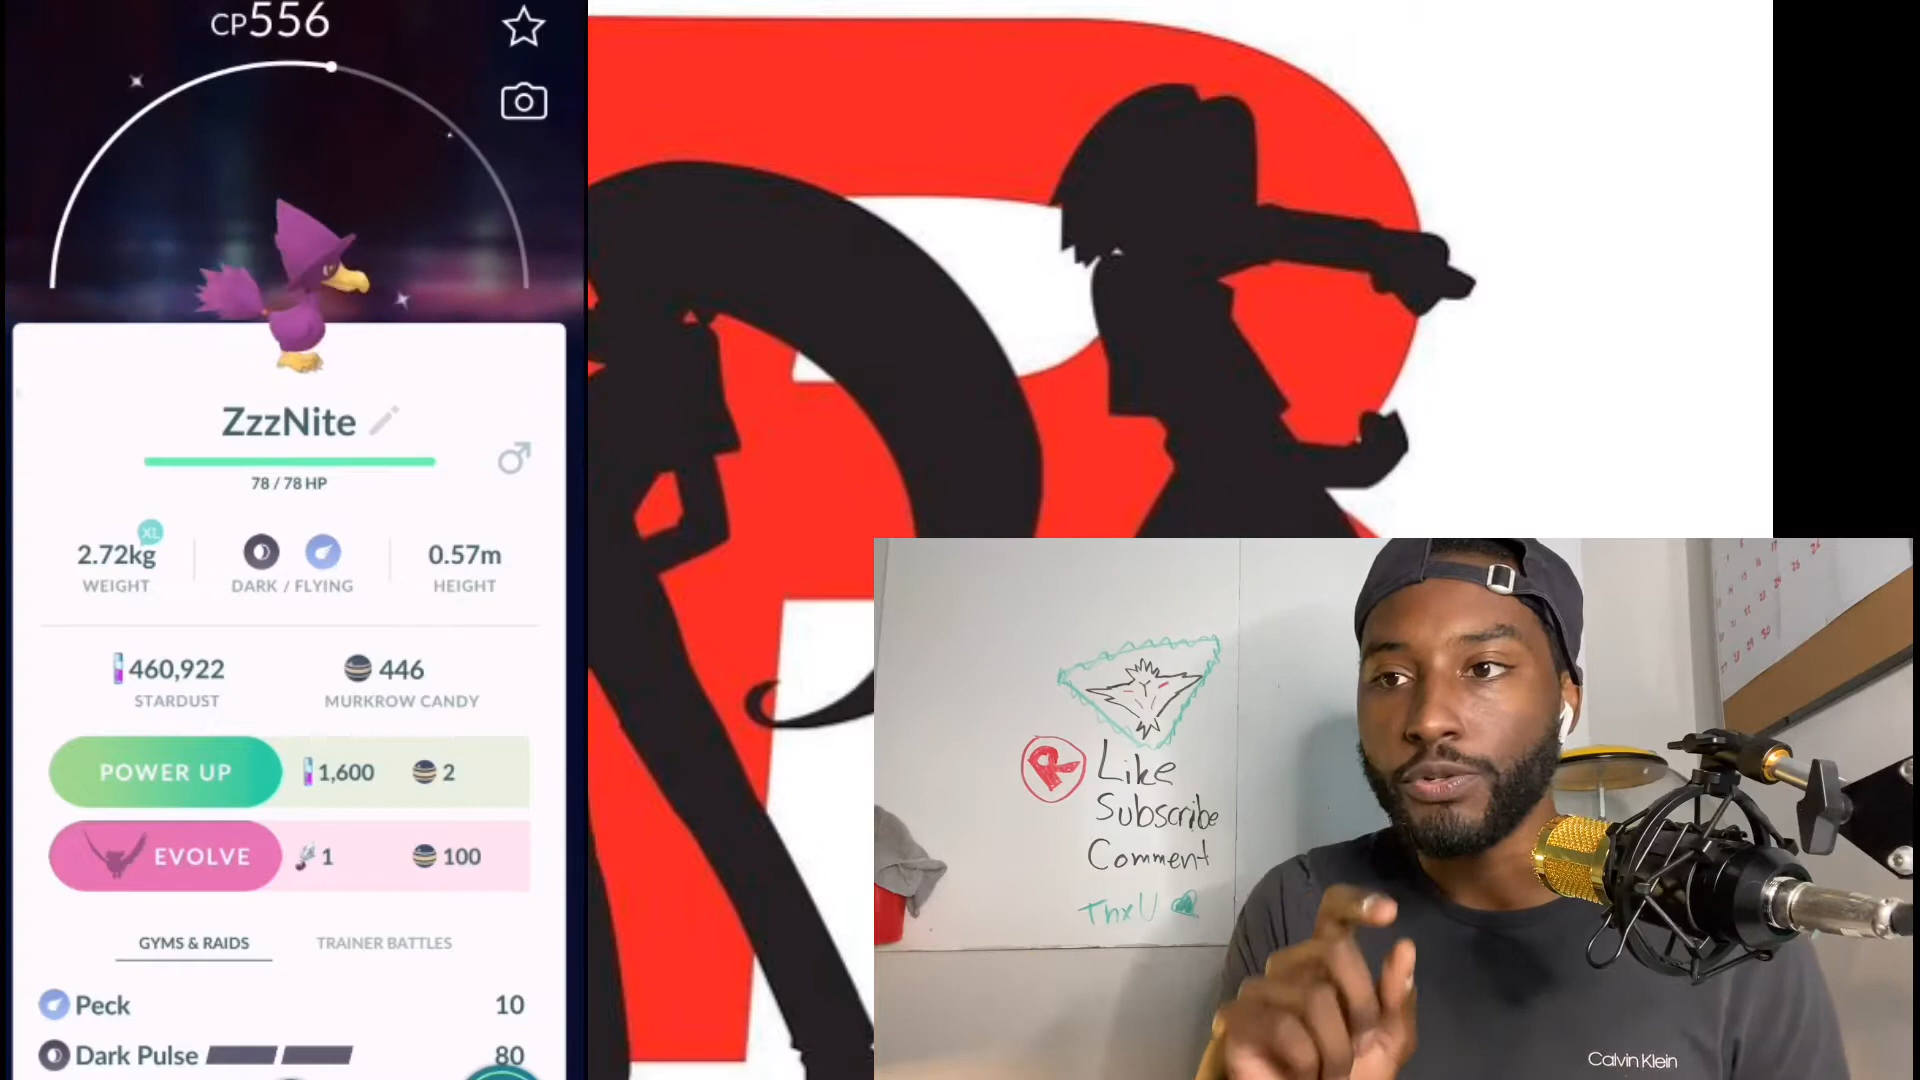 CP556
ZzzNite
78 / 78 HP
XL
2.72kg
WEIGHT
DARK / FLYING
0.57m
HEIGHT
460,922
STARDUST
446
MURKROW CANDY
POWER UP 1,600 2
EVOLVE 1 100
GYMS & RAIDS TRAINER BATTLES
Peck 10
Dark Pulse 80
R Like
Subscribe
Comment
Thx U
Calvin Klein